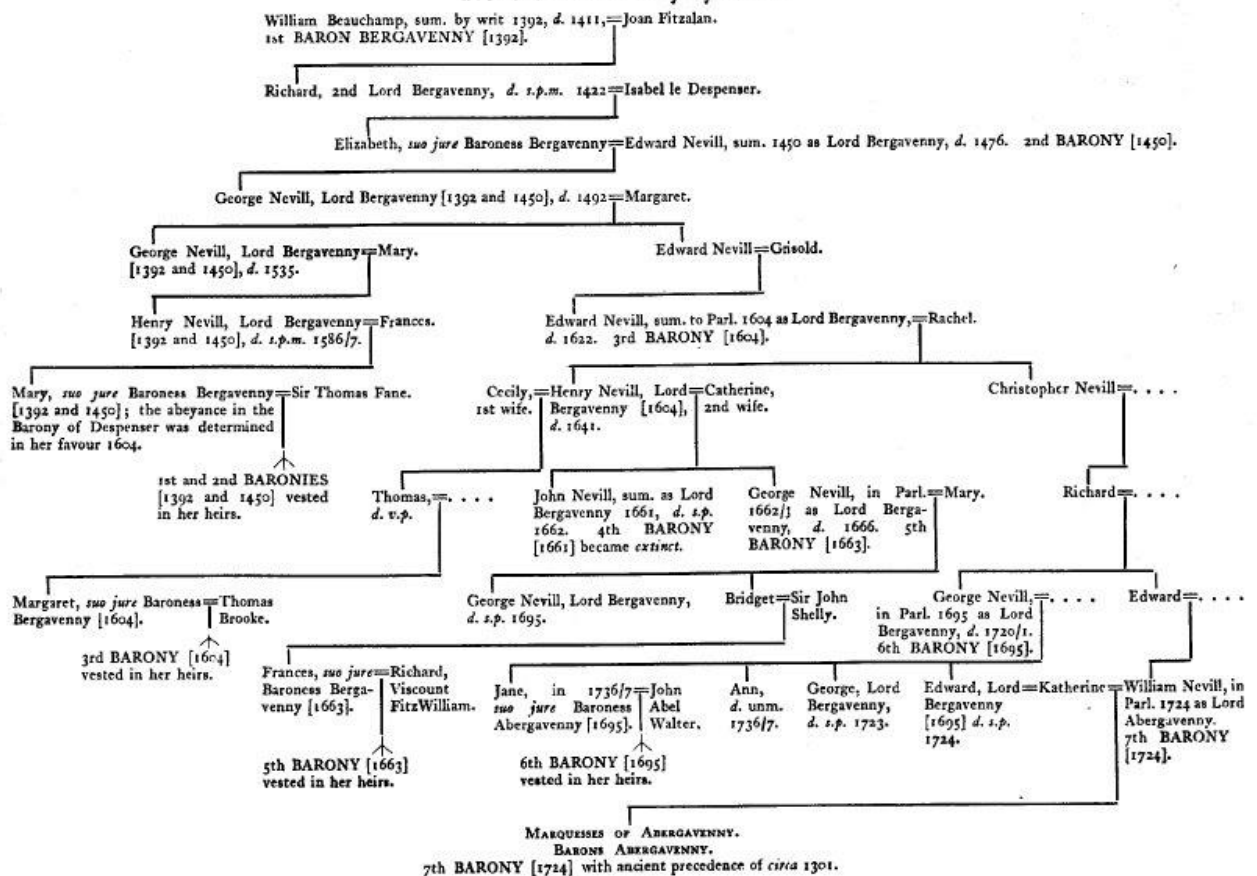 William Beauchamp, sum. by writ 1392, d. 1411,=Joan Fitzalan.
1st BARON BERGAVENNY [1392].
Richard, 2nd Lord Bergavenny, d. s.p.m. 1422=Isabel le Despenser.
Elizabeth, suo jure Baroness Bergavenny=Edward Nevill, sum. 1450 as Lord Bergavenny, d. 1476. 2nd BARONY [1450].
George Nevill, Lord Bergavenny [1392 and 1450], d. 1492=Margaret.
George Nevill, Lord Bergavenny=Mary.
[1392 and 1450], d. 1535.
Edward Nevill=Grisold.
Henry Nevill, Lord Bergavenny=Frances.
[1392 and 1450], d. s.p.m. 1586/7.
Edward Nevill, sum. to Parl. 1604 as Lord Bergavenny,=Rachel.
d. 1622. 3rd BARONY [1604].
Mary, suo jure Baroness Bergavenny=Sir Thomas Fane.
[1392 and 1450]; the abeyance in the
Barony of Despenser was determined
in her favour 1604.
1st and 2nd BARONIES
[1392 and 1450] vested
in her heirs.
Cecily,=Henry Nevill, Lord=Catherine,
1st wife. Bergavenny [1604], 2nd wife.
d. 1641.
Christopher Nevill=. . . .
Thomas,=. . . .
d. v.p.
John Nevill, sum. as Lord
Bergavenny 1661, d. s.p.
1662. 4th BARONY
[1661] became extinct.
George Nevill, in Parl.=Mary.
1662/3 as Lord Berga-
venny, d. 1666. 5th
BARONY [1663].
Richard=. . . .
Margaret, suo jure Baroness=Thomas
Bergavenny [1604]. Brooke.
3rd BARONY [1604]
vested in her heirs.
George Nevill, Lord Bergavenny,
d. s.p. 1695.
Bridget=Sir John
Shelly.
George Nevill,=. . . .
in Parl. 1695 as Lord
Bergavenny, d. 1720/1.
6th BARONY [1695].
Edward=. . . .
Frances, suo jure=Richard,
Baroness Berga- Viscount
venny [1663]. FitzWilliam.
5th BARONY [1663]
vested in her heirs.
Jane, in 1736/7=John
suo jure Baroness Abel
Abergavenny [1695]. Walter.
6th BARONY [1695]
vested in her heirs.
Ann,
d. unm.
1736/7.
George, Lord
Bergavenny,
d. s.p. 1723.
Edward, Lord=Katherine=William Nevill, in
Bergavenny Parl. 1724 as Lord
[1695] d. s.p. Abergavenny.
1724. 7th BARONY
[1724].
MARQUESSES OF ABERGAVENNY.
BARONS ABERGAVENNY.
7th BARONY [1724] with ancient precedence of circa 1301.